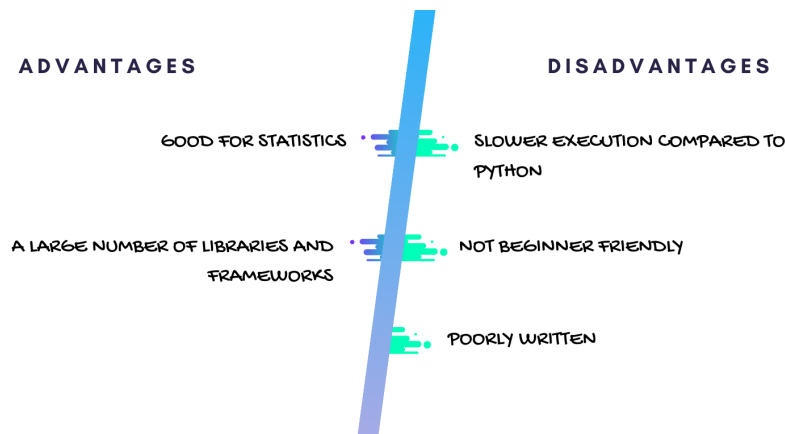 ADVANTAGES
DISADVANTAGES
GOOD FOR STATISTICS
SLOWER EXECUTION COMPARED TO
PYTHON
A LARGE NUMBER OF LIBRARIES AND
FRAMEWORKS
NOT BEGINNER FRIENDLY
POORLY WRITTEN